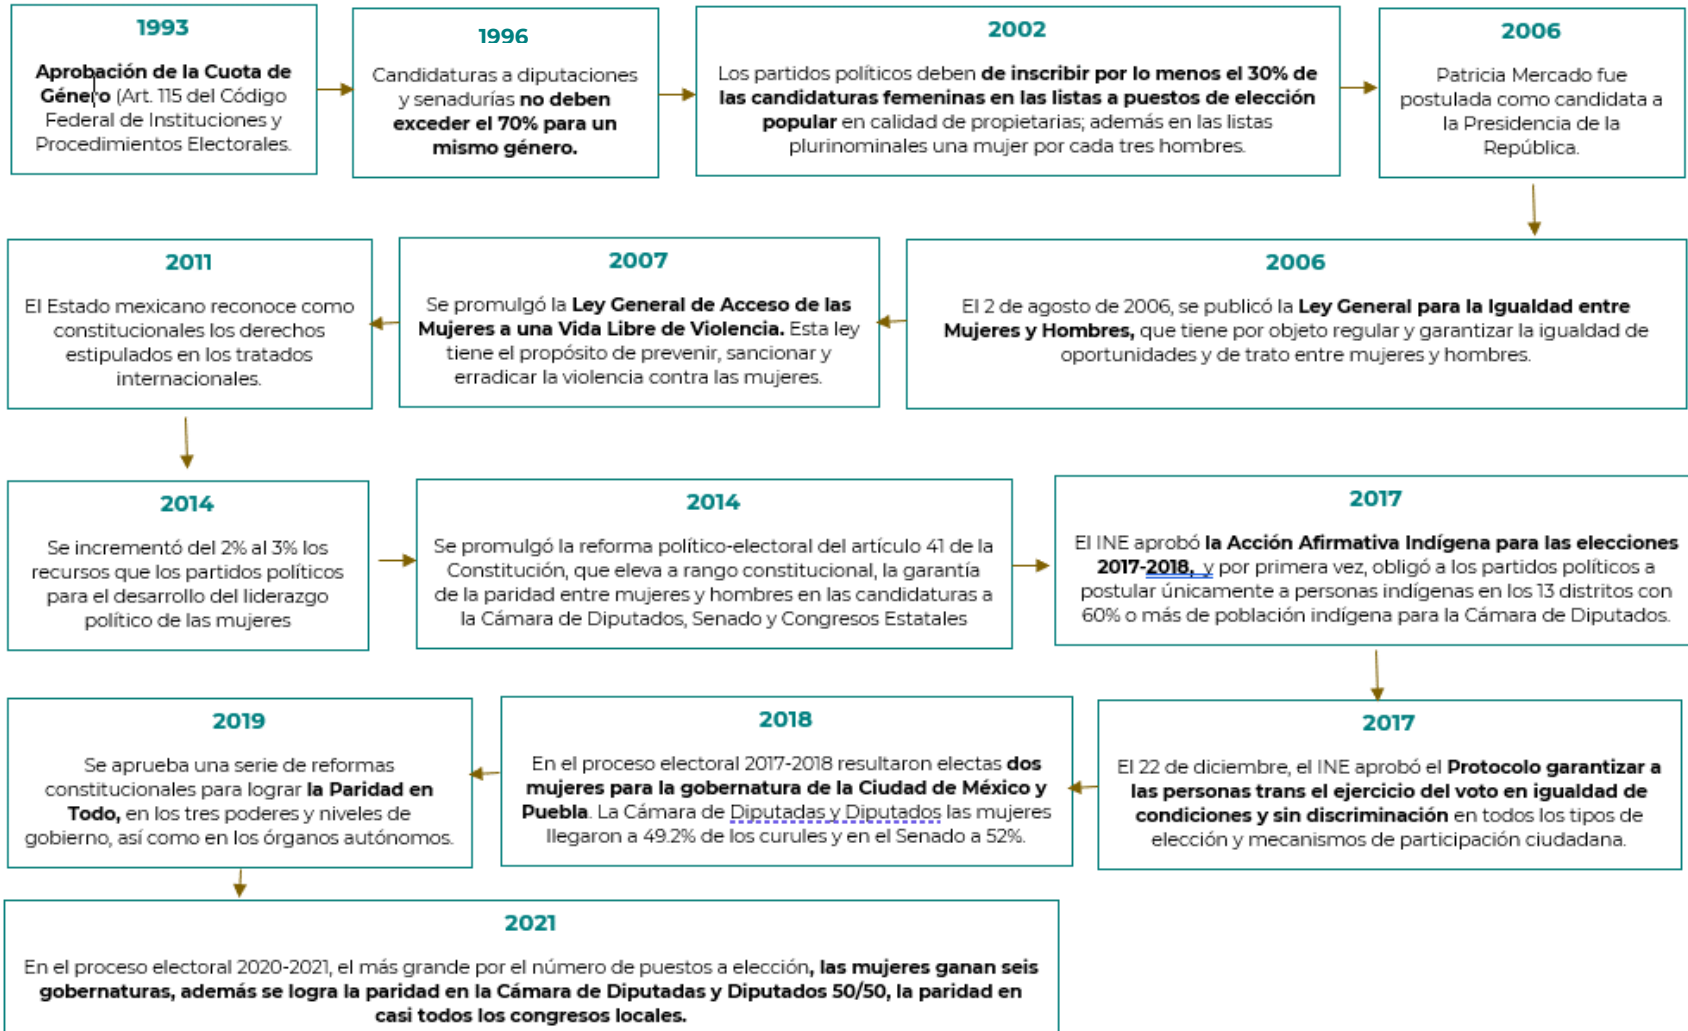 1993
Aprobación de la Cuota de
Género (Art. 115 del Código
Federal de Instituciones y
Procedimientos Electorales.
1996
Candidaturas a diputaciones
y senadurías no deben
exceder el 70% para un
mismo género.
2002
Los partidos políticos deben de inscribir por lo menos el 30% de
las candidaturas femeninas en las listas a puestos de elección
popular en calidad de propietarias; además en las listas
plurinominales una mujer por cada tres hombres.
2006
Patricia Mercado fue
postulada como candidata a
la Presidencia de la
República.
2006
El 2 de agosto de 2006, se publicó la Ley General para la Igualdad entre
Mujeres y Hombres, que tiene por objeto regular y garantizar la igualdad de
oportunidades y de trato entre mujeres y hombres.
2007
Se promulgó la Ley General de Acceso de las
Mujeres a una Vida Libre de Violencia. Esta ley
tiene el propósito de prevenir, sancionar y
erradicar la violencia contra las mujeres.
2011
El Estado mexicano reconoce como
constitucionales los derechos
estipulados en los tratados
internacionales.
2014
Se incrementó del 2% al 3% los
recursos que los partidos políticos
para el desarrollo del liderazgo
político de las mujeres
2014
Se promulgó la reforma político-electoral del artículo 41 de la
Constitución, que eleva a rango constitucional, la garantía
de la paridad entre mujeres y hombres en las candidaturas a
la Cámara de Diputados, Senado y Congresos Estatales
2017
El INE aprobó la Acción Afirmativa Indígena para las elecciones
2017-2018, y por primera vez, obligó a los partidos políticos a
postular únicamente a personas indígenas en los 13 distritos con
60% o más de población indígena para la Cámara de Diputados.
2017
El 22 de diciembre, el INE aprobó el Protocolo garantizar a
las personas trans el ejercicio del voto en igualdad de
condiciones y sin discriminación en todos los tipos de
elección y mecanismos de participación ciudadana.
2018
En el proceso electoral 2017-2018 resultaron electas dos
mujeres para la gobernatura de la Ciudad de México y
Puebla. La Cámara de Diputadas y Diputados las mujeres
llegaron a 49.2% de los curules y en el Senado a 52%.
2019
Se aprueba una serie de reformas
constitucionales para lograr la Paridad en
Todo, en los tres poderes y niveles de
gobierno, así como en los órganos autónomos.
2021
En el proceso electoral 2020-2021, el más grande por el número de puestos a elección, las mujeres ganan seis
gobernaturas, además se logra la paridad en la Cámara de Diputadas y Diputados 50/50, la paridad en
casi todos los congresos locales.